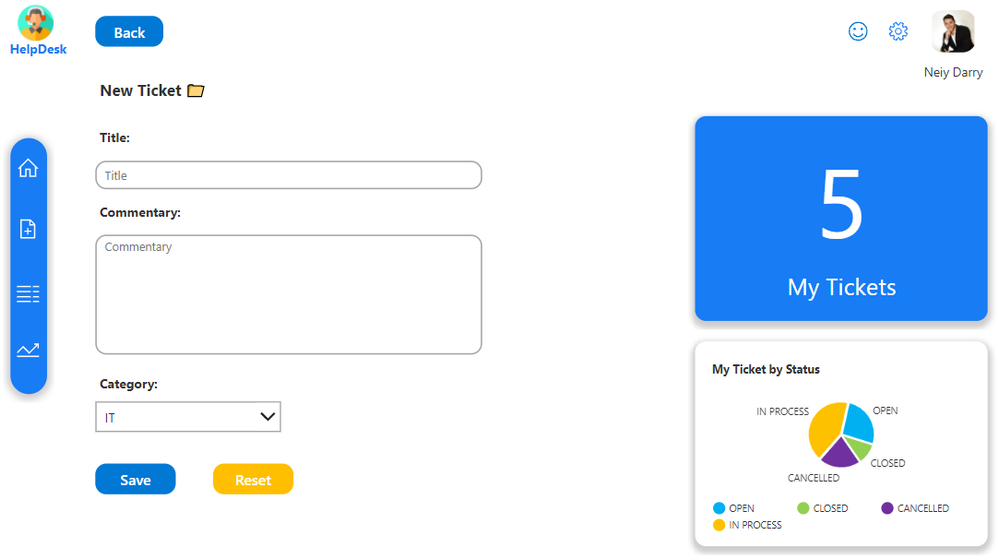 HelpDesk
Back
Neiy Darry
New Ticket
Title:
Title
Commentary:
Commentary
Category:
IT
Save
Reset
5
My Tickets
My Ticket by Status
IN PROCESS
OPEN
CLOSED
CANCELLED
OPEN CLOSED CANCELLED
IN PROCESS